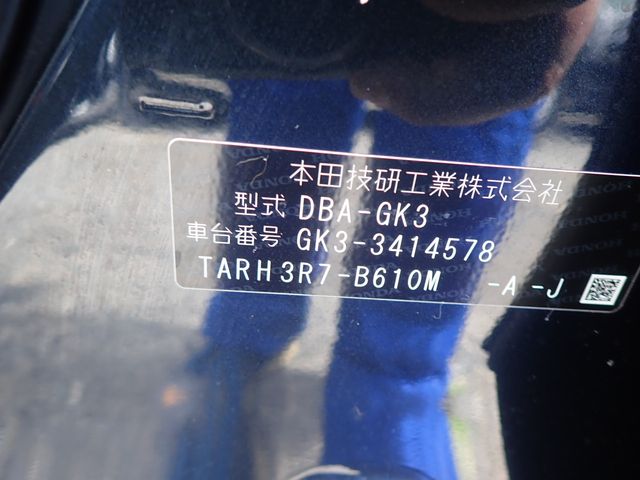 本田技研工業株式会社
型式 DBA-GK3
車台番号 GK3-3414578
TARH3R7-B610M -A -J